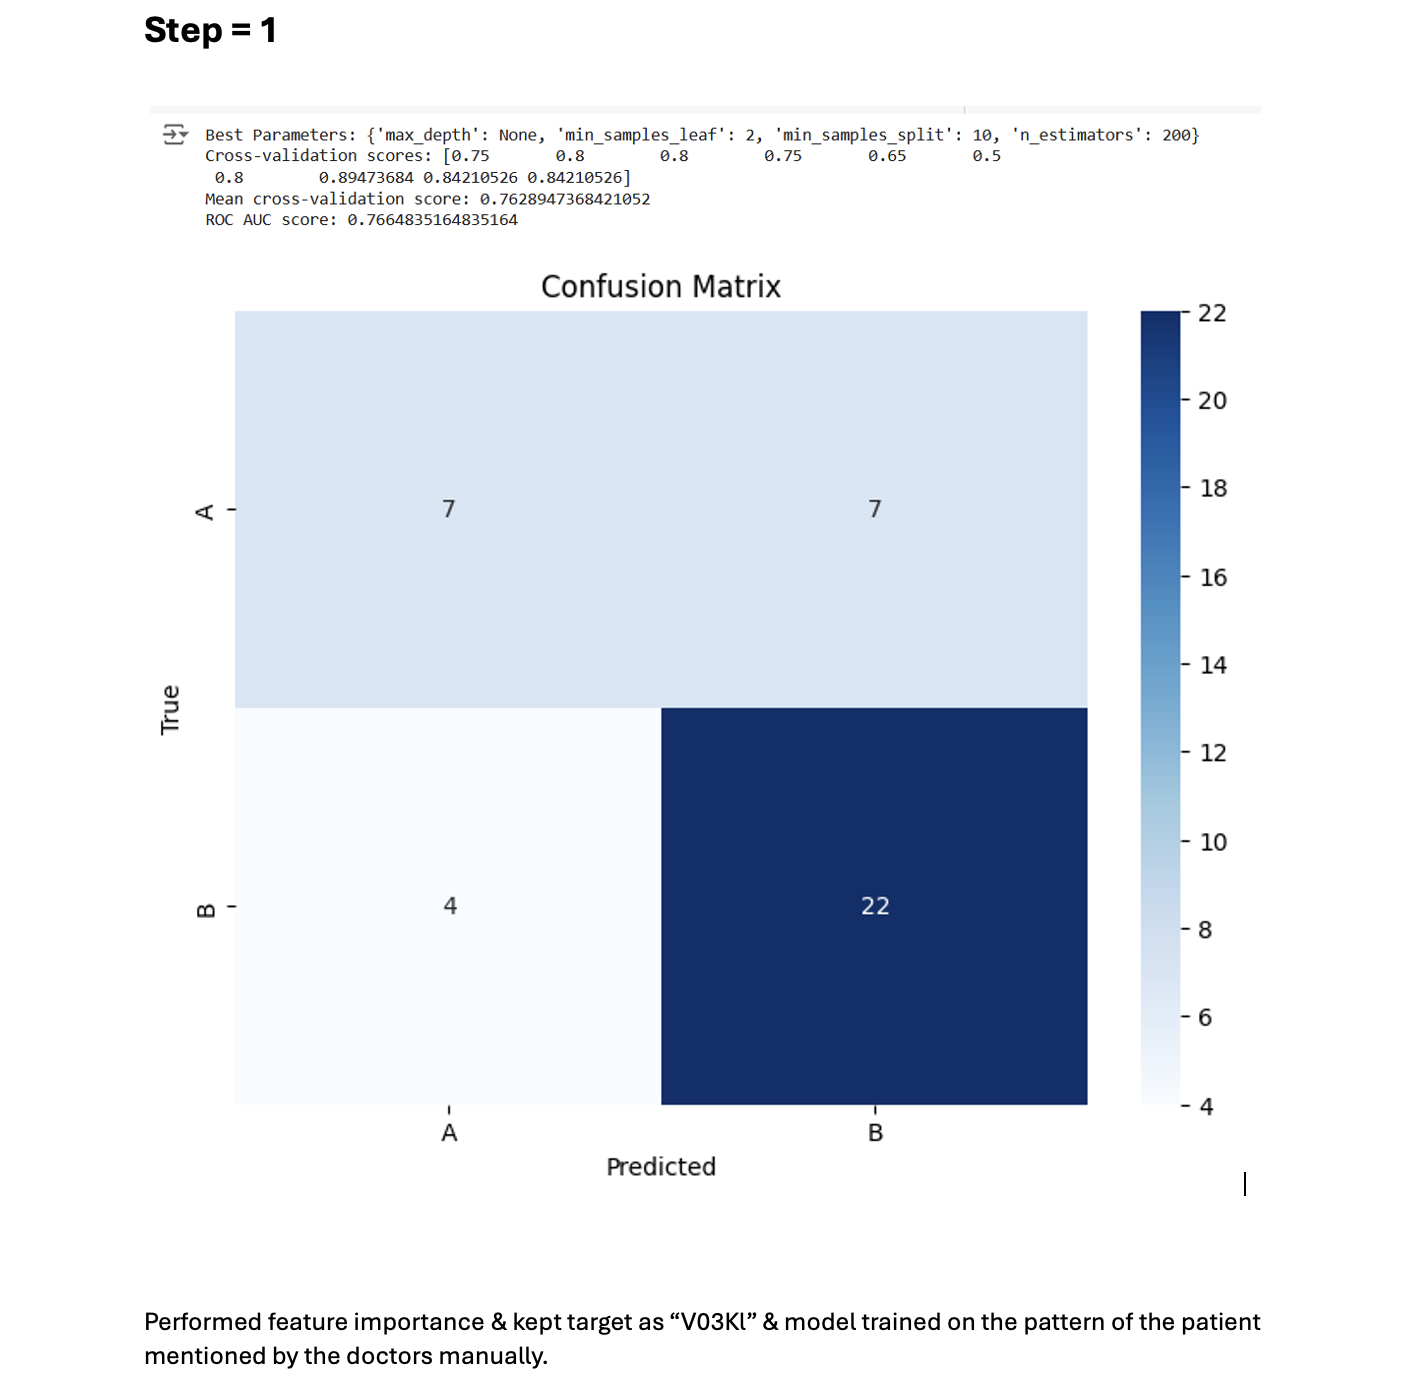 Step = 1
Best Parameters: {'max_depth': None, 'min_samples_leaf': 2, 'min_samples_split': 10, 'n_estimators': 200}
Cross-validation scores: [0.75 0.8 0.8 0.75 0.65 0.5
0.8 0.89473684 0.84210526 0.84210526]
Mean cross-validation score: 0.7628947368421052
ROC AUC score: 0.7664835164835164
Confusion Matrix
22
20
18
16
14
12
10
8
6
4
A
7 7
True
B
4 22
A B
Predicted
Performed feature importance & kept target as “V03Kl” & model trained on the pattern of the patient
mentioned by the doctors manually.